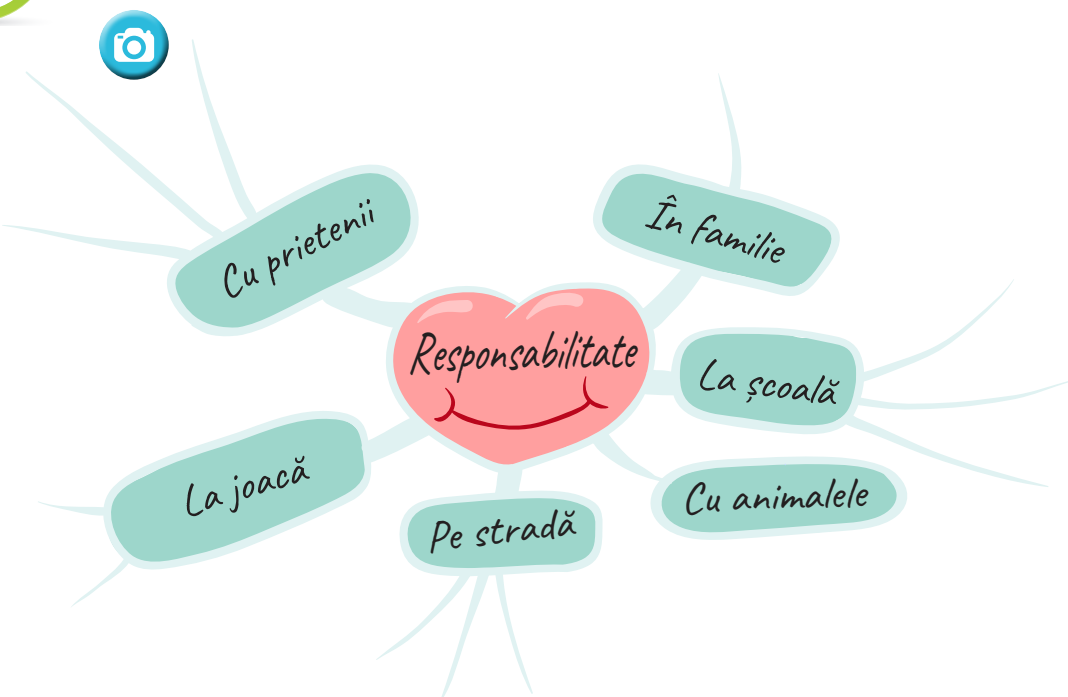 Cu prietenii
În familie
Responsabilitate
La școală
La joacă
Cu animalele
Pe stradă